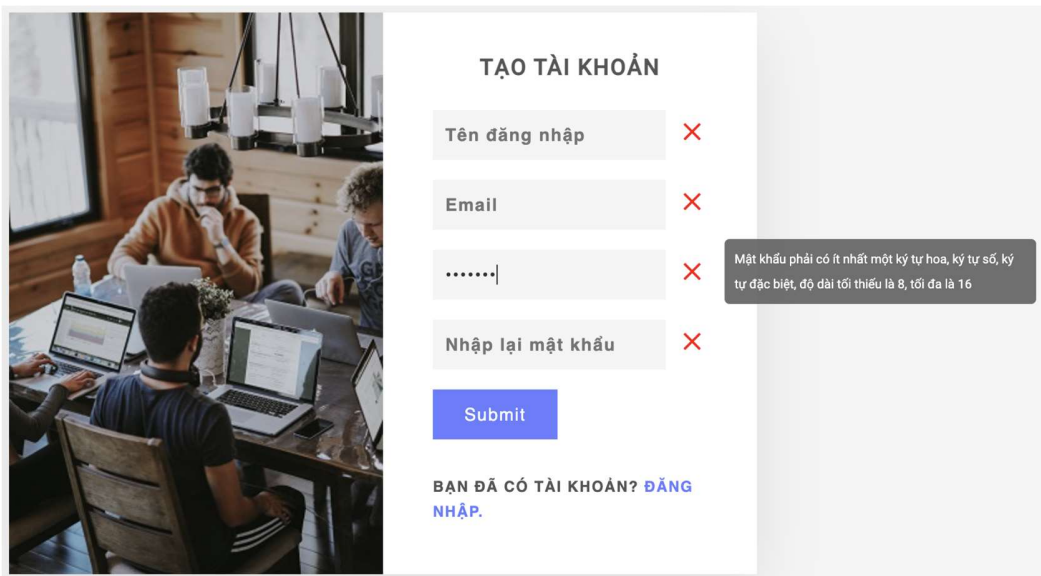 TẠO TÀI KHOẢN
Tên đăng nhập
Email
•••••••
Mật khẩu phải có ít nhất một ký tự hoa, ký tự số, ký
tự đặc biệt, độ dài tối thiếu là 8, tối đa là 16
Nhập lại mật khẩu
Submit
BẠN ĐÃ CÓ TÀI KHOẢN? ĐĂNG
NHẬP.